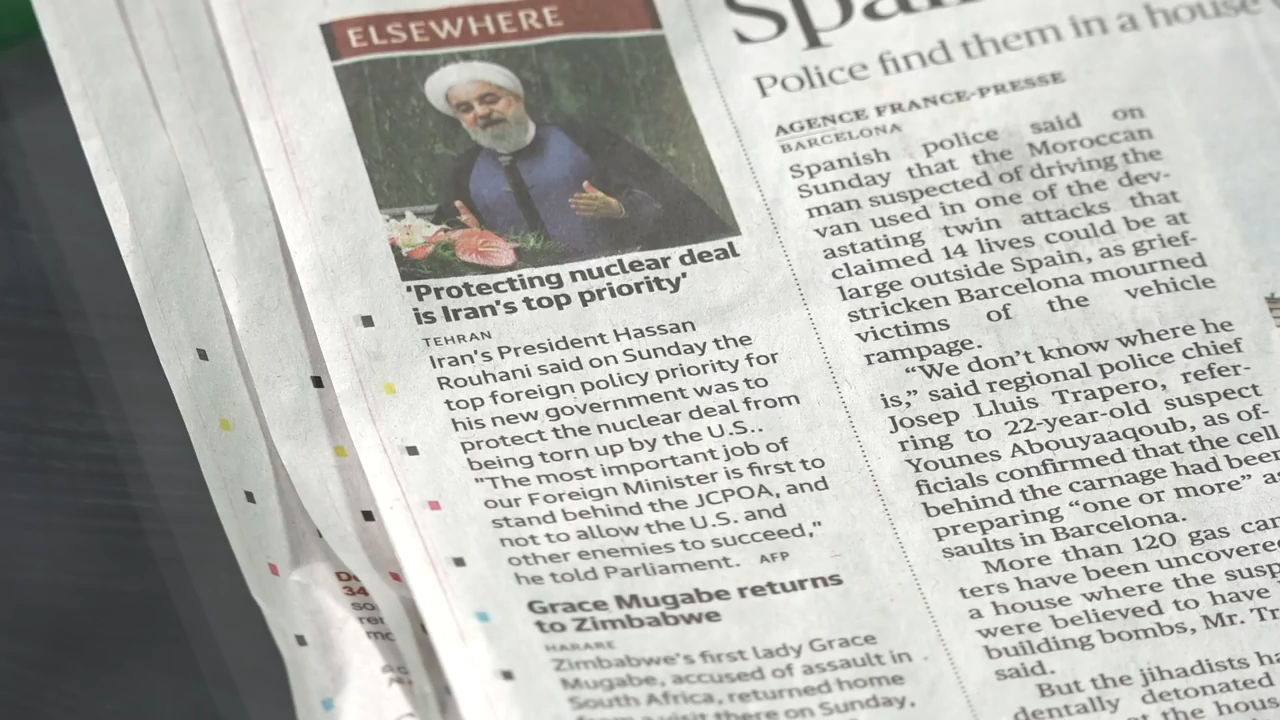 ELSEWHERE
'Protecting nuclear deal
is Iran's top priority'
TEHRAN
Iran's President Hassan
Rouhani said on Sunday the
top foreign policy priority for
his new government was to
protect the nuclear deal from
being torn up by the U.S..
"The most important job of
our Foreign Minister is first to
stand behind the JCPOA, and
not to allow the U.S. and
other enemies to succeed,"
he told Parliament. AFP
Grace Mugabe returns
to Zimbabwe
HARARE
Zimbabwe's first lady Grace
Mugabe, accused of assault in
South Africa, returned home
from a visit there on Sunday,
Police find them in a house
AGENCE FRANCE-PRESSE
BARCELONA
Spanish police said on
Sunday that the Moroccan
man suspected of driving the
van used in one of the dev-
astating twin attacks that
claimed 14 lives could be at
large outside Spain, as grief-
stricken Barcelona mourned
victims of the vehicle
rampage.
“We don’t know where he
is,” said regional police chief
Josep Lluis Trapero, refer-
ring to 22-year-old suspect
Younes Abouyaaqoub, as of-
ficials confirmed that the cell
behind the carnage had been
preparing “one or more” as
saults in Barcelona.
More than 120 gas can
ters have been uncovered
a house where the susp
were believed to have
building bombs, Mr. Tr
said.
But the jihadists ha
dentally detonated
the hous